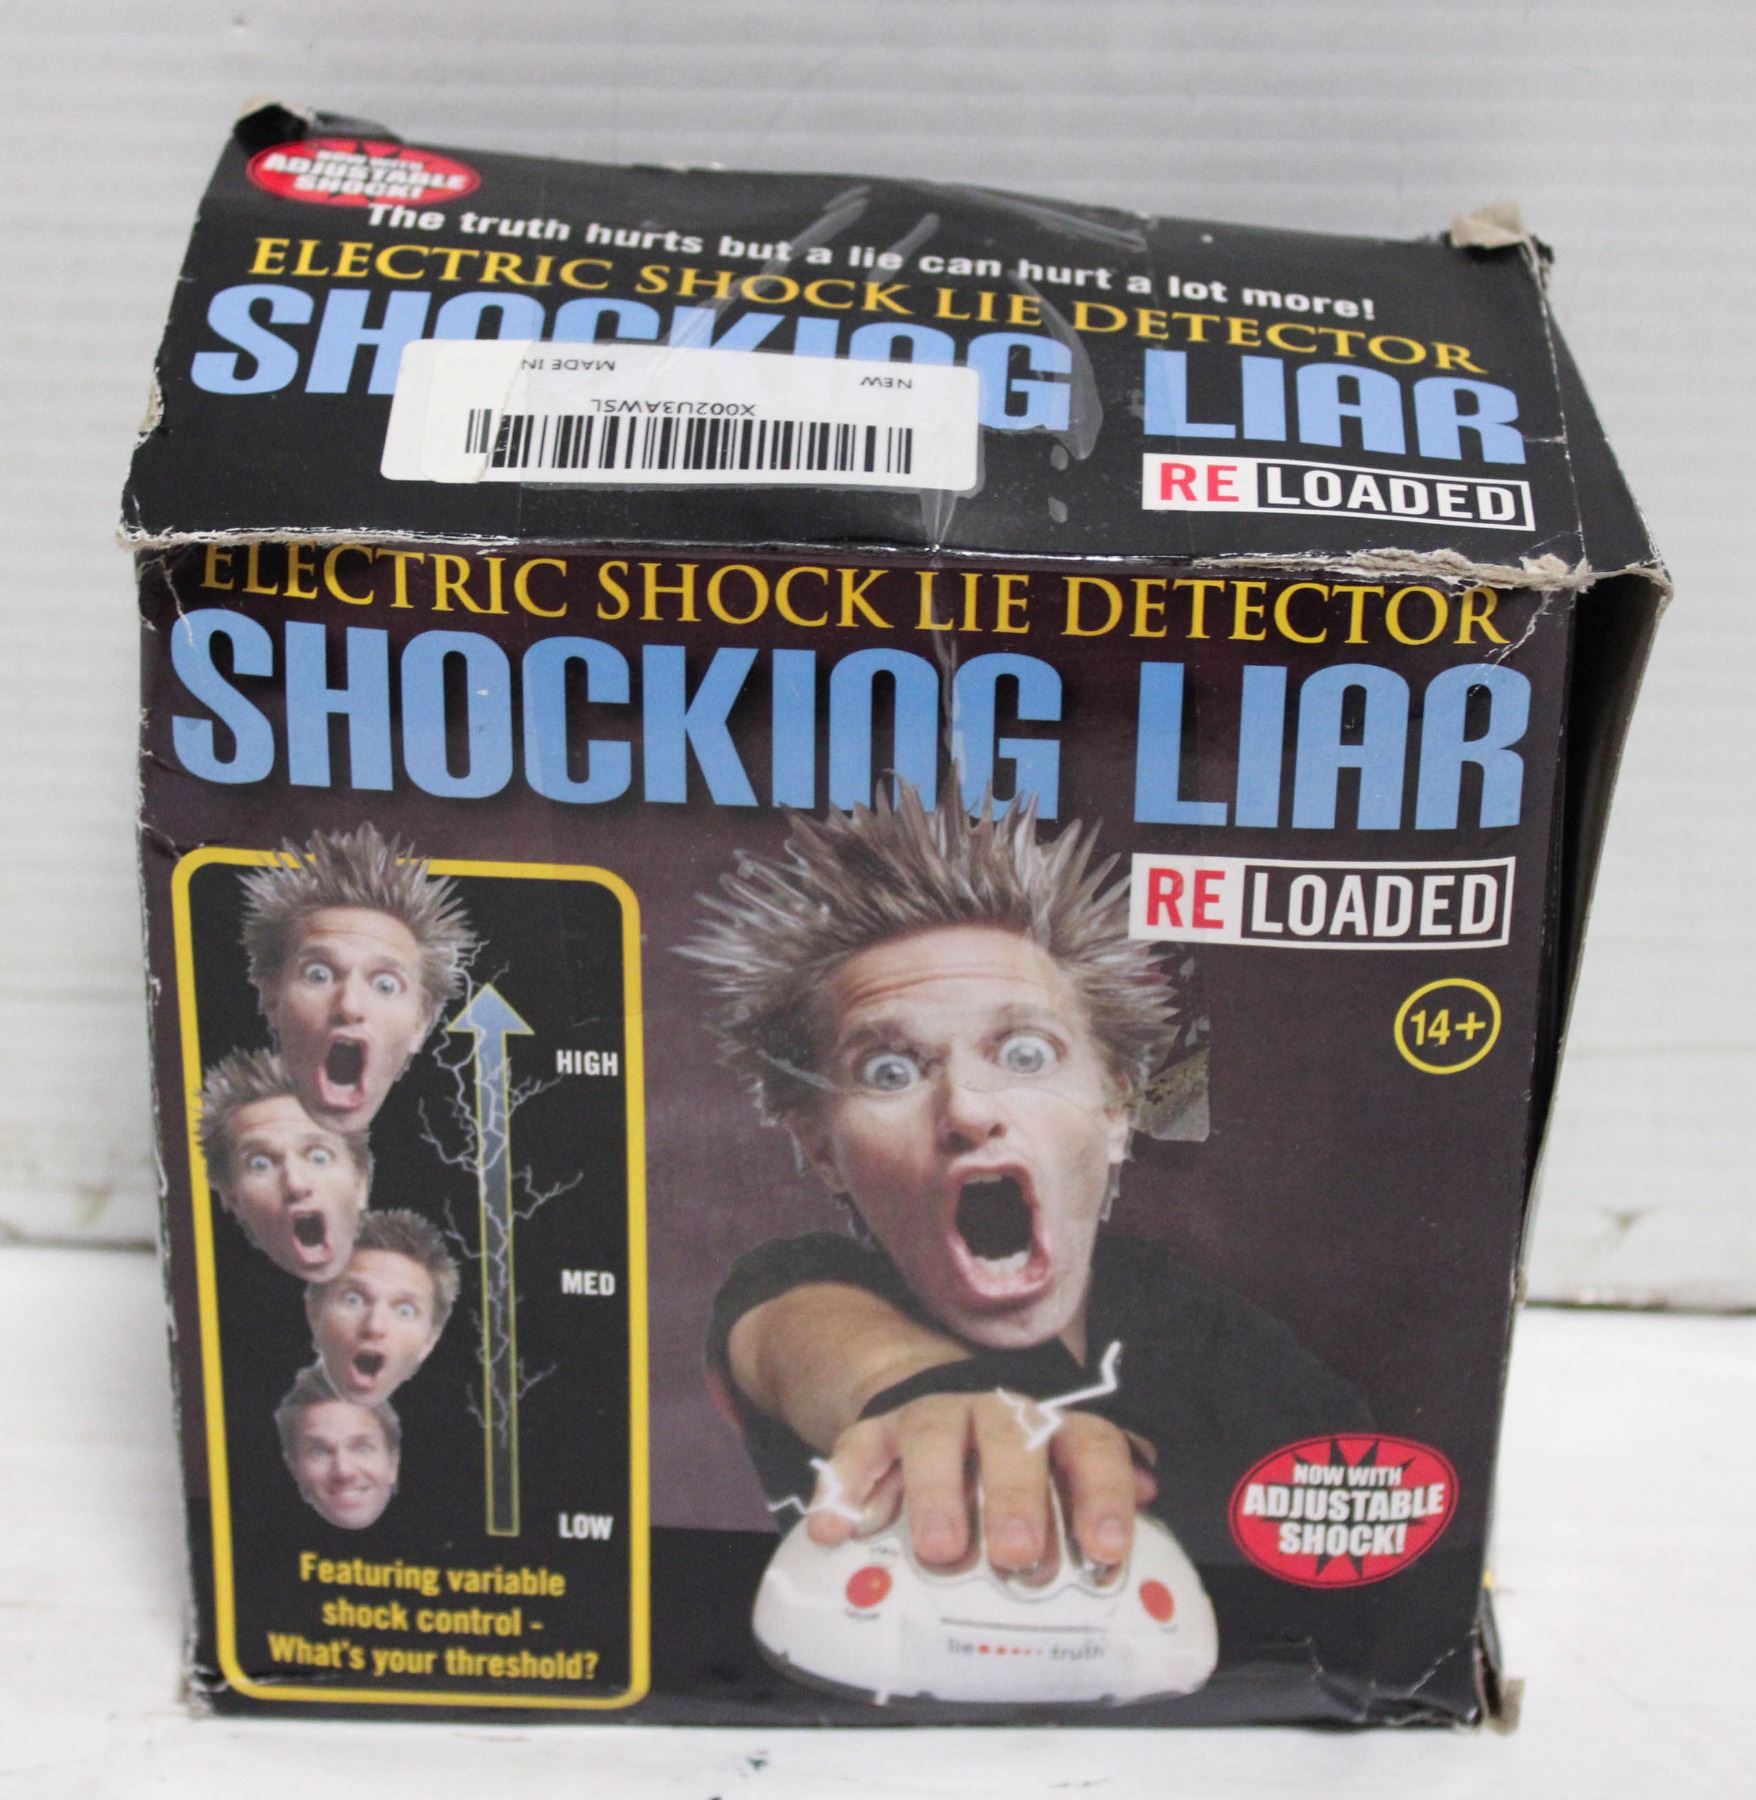 NOW WITH
ADJUSTABLE
SHOCK!
The truth hurts but a lie can hurt a lot more!
ELECTRIC SHOCK LIE DETECTOR
SHOCKING LIAR
MADE IN
NEW
X002U3AWSL
RE LOADED
ELECTRIC SHOCK LIE DETECTOR
SHOCKING LIAR
RE LOADED
14+
HIGH
MED
LOW
Featuring variable
shock control -
What's your threshold?
NOW WITH
ADJUSTABLE
SHOCK!
lie truth